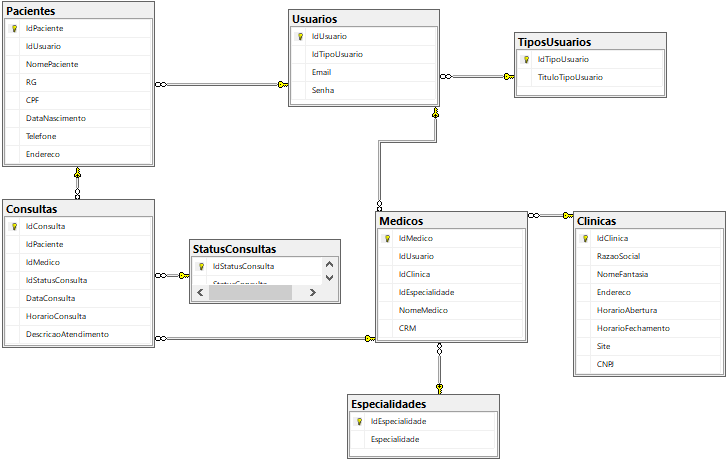 Pacientes
IdPaciente
IdUsuario
NomePaciente
RG
CPF
DataNascimento
Telefone
Endereco
Usuarios
IdUsuario
IdTipoUsuario
Email
Senha
TiposUsuarios
IdTipoUsuario
TituloTipoUsuario
Consultas
IdConsulta
IdPaciente
IdMedico
IdStatusConsulta
DataConsulta
HorarioConsulta
DescricaoAtendimento
StatusConsultas
IdStatusConsulta
StatusConsulta
Medicos
IdMedico
IdUsuario
IdClinica
IdEspecialidade
NomeMedico
CRM
Clinicas
IdClinica
RazaoSocial
NomeFantasia
Endereco
HorarioAbertura
HorarioFechamento
Site
CNPJ
Especialidades
IdEspecialidade
Especialidade